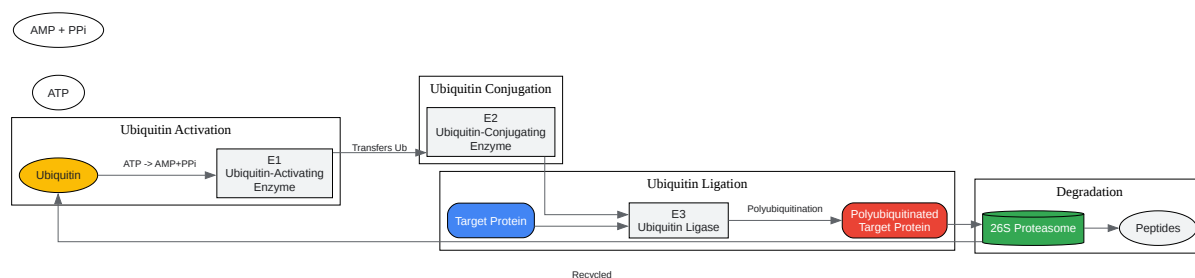 AMP + PPi
ATP
Ubiquitin Activation
Ubiquitin
ATP -> AMP+PPi
E1
Ubiquitin-Activating
Enzyme
Transfers Ub
Ubiquitin Conjugation
E2
Ubiquitin-Conjugating
Enzyme
Ubiquitin Ligation
Target Protein
E3
Ubiquitin Ligase
Polyubiquitination
Polyubiquitinated
Target Protein
Degradation
26S Proteasome
Peptides
Recycled